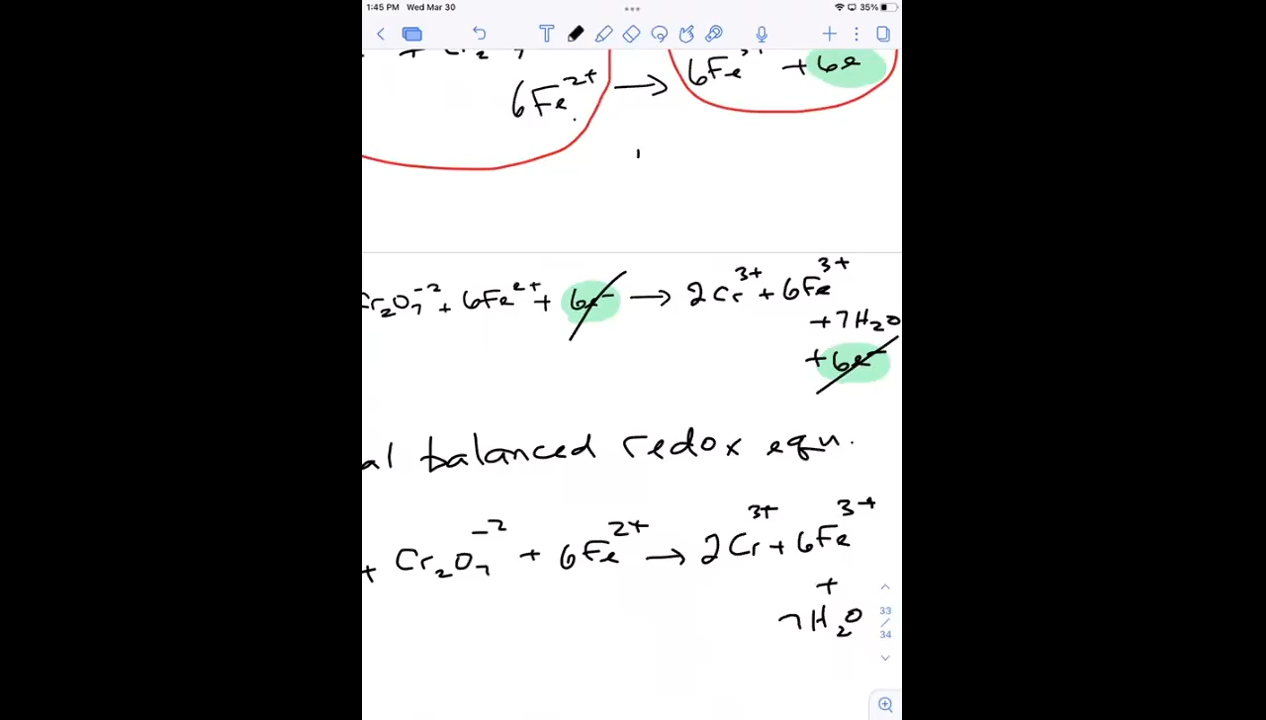 1:45 PM Wed Mar 30
35%
6Fe²⁺ → 6Fe³⁺ + 6e
Cr₂O₇⁻² + 6Fe²⁺ + 6e⁻ → 2Cr³⁺ + 6Fe³⁺
+ 7H₂O
+ 6e⁻
al balanced redox equ.
+ Cr₂O₇⁻² + 6Fe²⁺ → 2Cr³⁺ + 6Fe³⁺
+
7H₂O
33
/
34